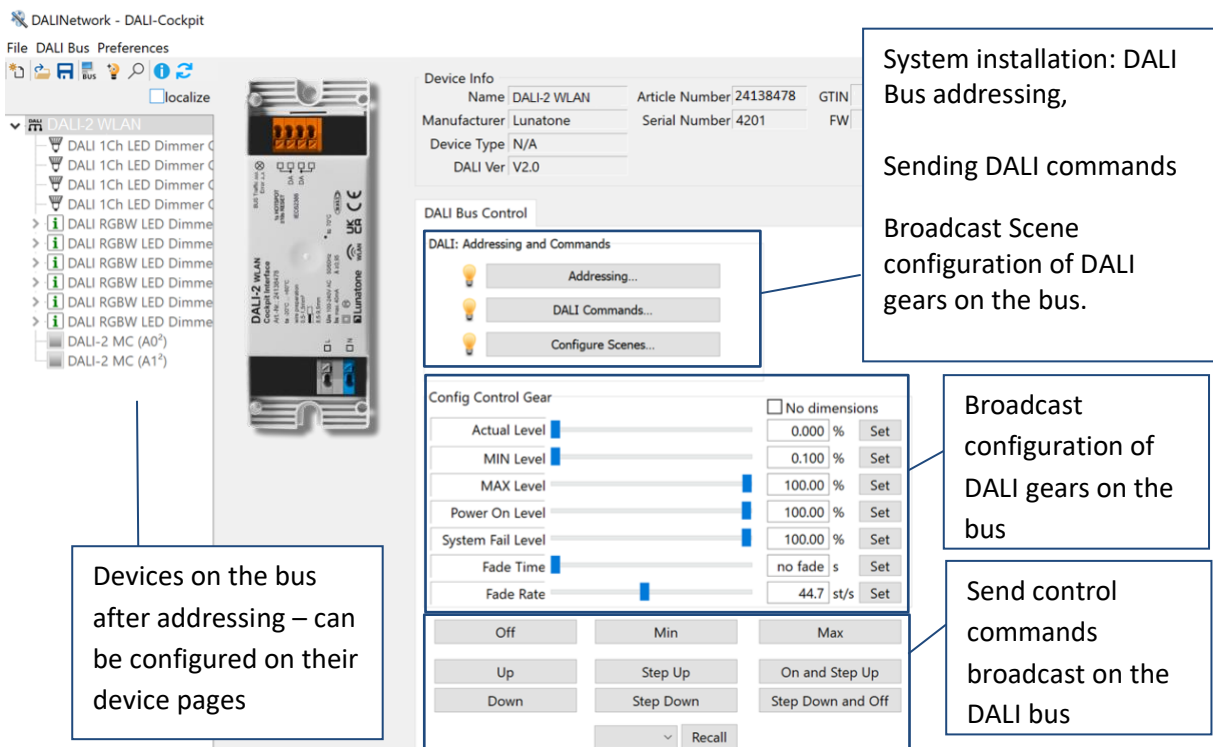 DALINetwork - DALI-Cockpit
File DALI Bus Preferences
BUS
localize
DALI-2 WLAN
DALI 1Ch LED Dimmer
DALI 1Ch LED Dimmer
DALI 1Ch LED Dimmer
DALI 1Ch LED Dimmer
DALI RGBW LED Dimme
DALI RGBW LED Dimme
DALI RGBW LED Dimme
DALI RGBW LED Dimme
DALI RGBW LED Dimme
DALI RGBW LED Dimme
DALI-2 MC (A0²)
DALI-2 MC (A1²)
DALI-2 WLAN
Cockpit Interface
Art.-Nr.: 24138478
Lunatone
DA
DA
IEC62386
WLAN
L
N
Device Info
Name DALI-2 WLAN Article Number 24138478 GTIN
Manufacturer Lunatone Serial Number 4201 FW
Device Type N/A
DALI Ver V2.0
DALI Bus Control
DALI: Addressing and Commands
Addressing...
DALI Commands...
Configure Scenes...
Config Control Gear
No dimensions
Actual Level 0.000 % Set
MIN Level 0.100 % Set
MAX Level 100.00 % Set
Power On Level 100.00 % Set
System Fail Level 100.00 % Set
Fade Time no fade s Set
Fade Rate 44.7 st/s Set
Off Min Max
Up Step Up On and Step Up
Down Step Down Step Down and Off
Recall
System installation: DALI
Bus addressing,
Sending DALI commands
Broadcast Scene
configuration of DALI
gears on the bus.
Broadcast
configuration of
DALI gears on the
bus
Send control
commands
broadcast on the
DALI bus
Devices on the bus
after addressing – can
be configured on their
device pages